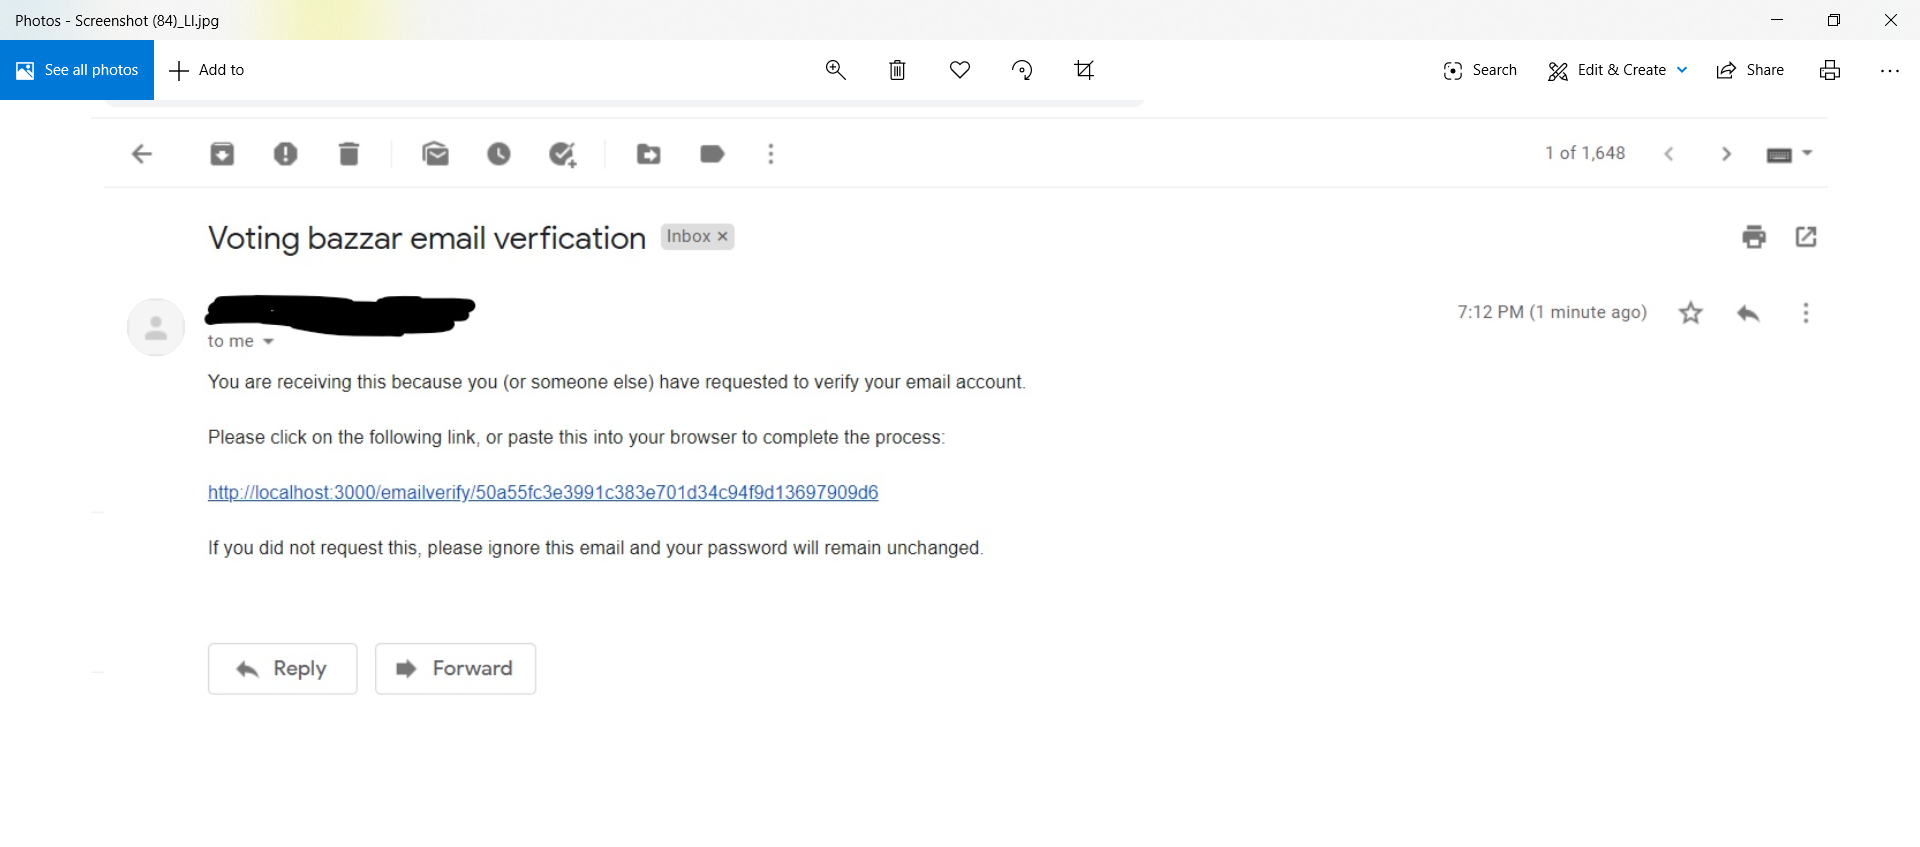 Photos - Screenshot (84)_LI.jpg
See all photos
Add to
Search
Edit & Create
Share
1 of 1,648
Voting bazzar email verfication
Inbox ×
7:12 PM (1 minute ago)
to me
You are receiving this because you (or someone else) have requested to verify your email account.
Please click on the following link, or paste this into your browser to complete the process:
http://localhost:3000/emailverify/50a55fc3e3991c383e701d34c94f9d13697909d6
If you did not request this, please ignore this email and your password will remain unchanged.
Reply
Forward